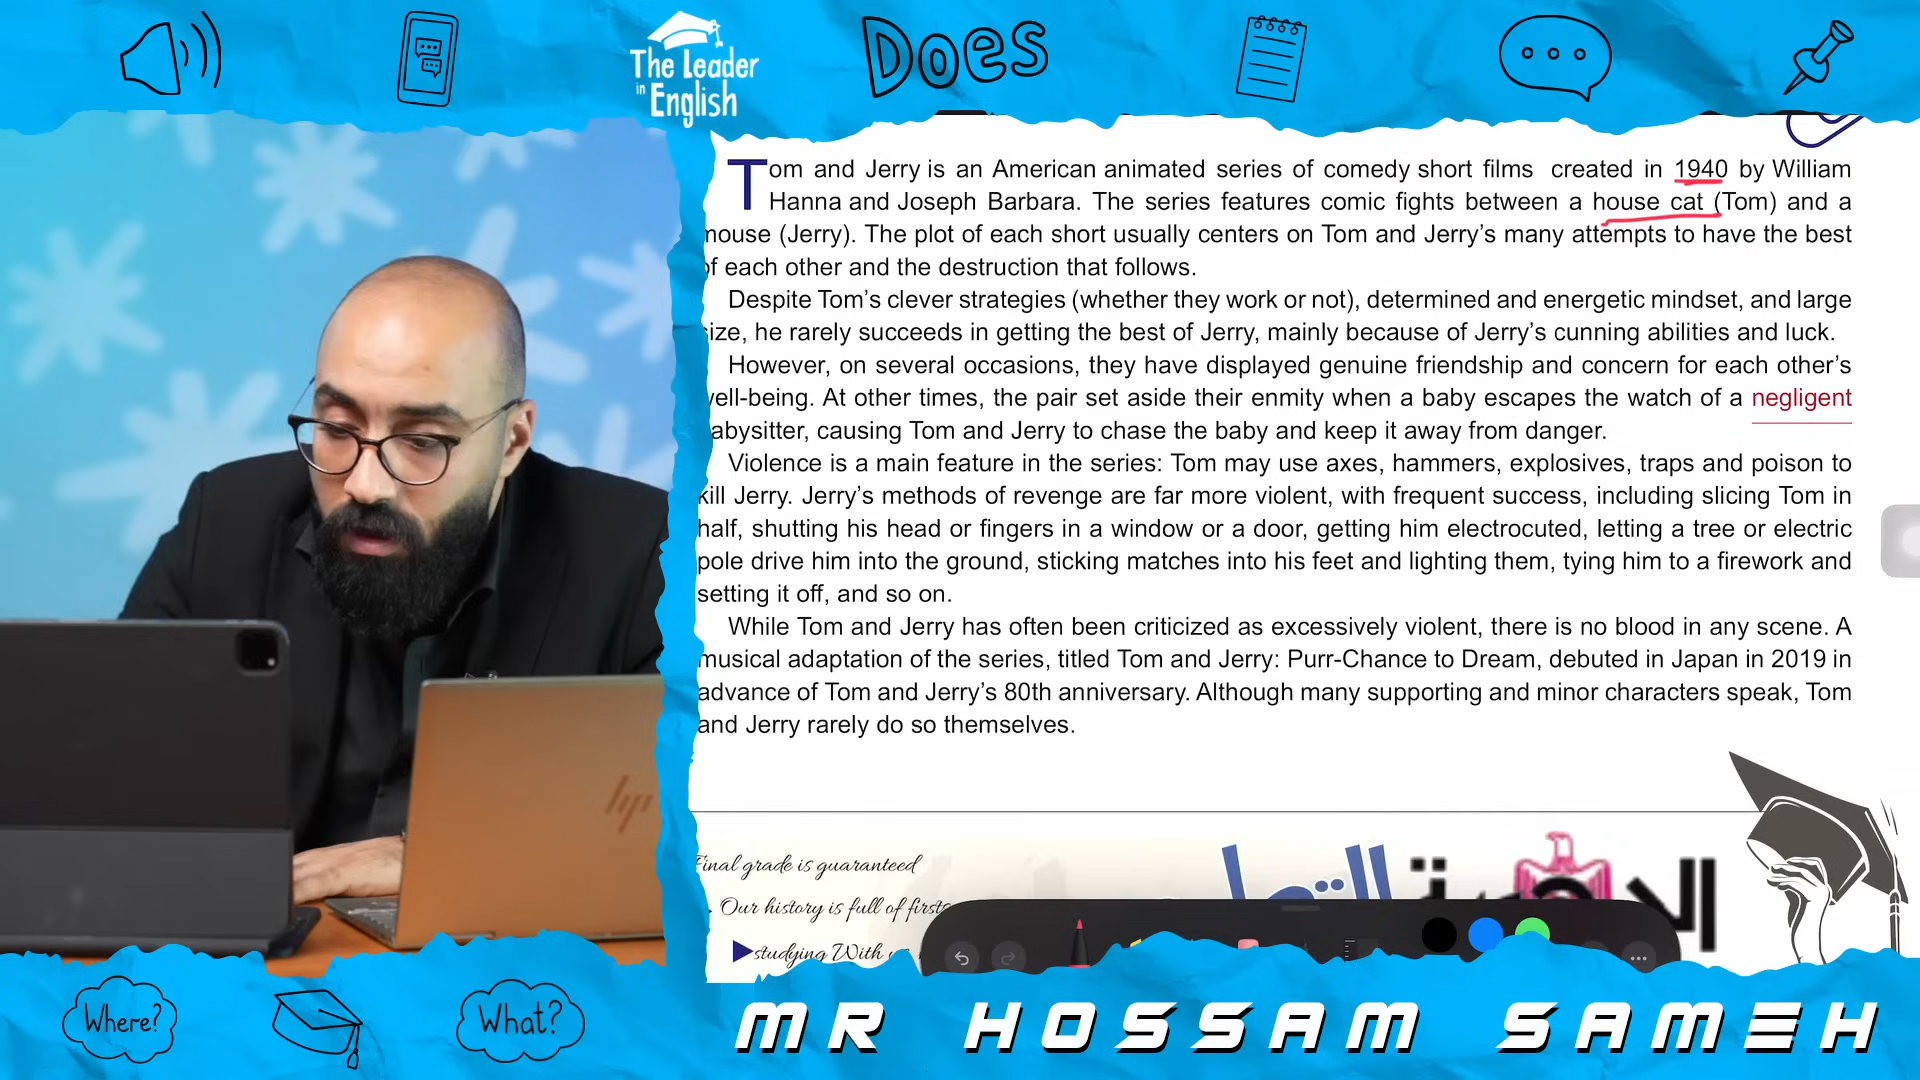 The Leader
in English
Does
Tom and Jerry is an American animated series of comedy short films created in 1940 by William
Hanna and Joseph Barbara. The series features comic fights between a house cat (Tom) and a
mouse (Jerry). The plot of each short usually centers on Tom and Jerry’s many attempts to have the best
of each other and the destruction that follows.
Despite Tom’s clever strategies (whether they work or not), determined and energetic mindset, and large
size, he rarely succeeds in getting the best of Jerry, mainly because of Jerry’s cunning abilities and luck.
However, on several occasions, they have displayed genuine friendship and concern for each other’s
well-being. At other times, the pair set aside their enmity when a baby escapes the watch of a negligent
babysitter, causing Tom and Jerry to chase the baby and keep it away from danger.
Violence is a main feature in the series: Tom may use axes, hammers, explosives, traps and poison to
kill Jerry. Jerry’s methods of revenge are far more violent, with frequent success, including slicing Tom in
half, shutting his head or fingers in a window or a door, getting him electrocuted, letting a tree or electric
pole drive him into the ground, sticking matches into his feet and lighting them, tying him to a firework and
setting it off, and so on.
While Tom and Jerry has often been criticized as excessively violent, there is no blood in any scene. A
musical adaptation of the series, titled Tom and Jerry: Purr-Chance to Dream, debuted in Japan in 2019 in
advance of Tom and Jerry’s 80th anniversary. Although many supporting and minor characters speak, Tom
and Jerry rarely do so themselves.
Final grade is guaranteed
Our history is full of firsts
studying With
hp
Where?
What?
MR HOSSAM SAMEH